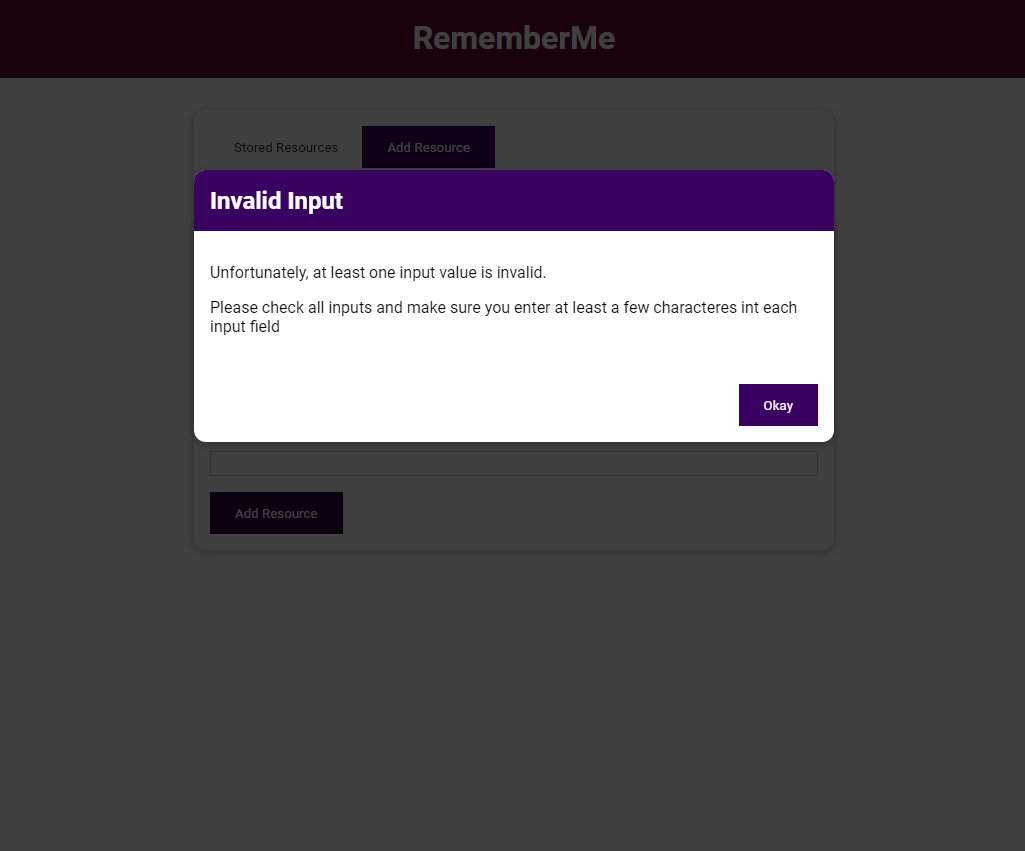 RememberMe
Stored Resources
Add Resource
Invalid Input
Unfortunately, at least one input value is invalid.
Please check all inputs and make sure you enter at least a few characteres int each
input field
Okay
Add Resource